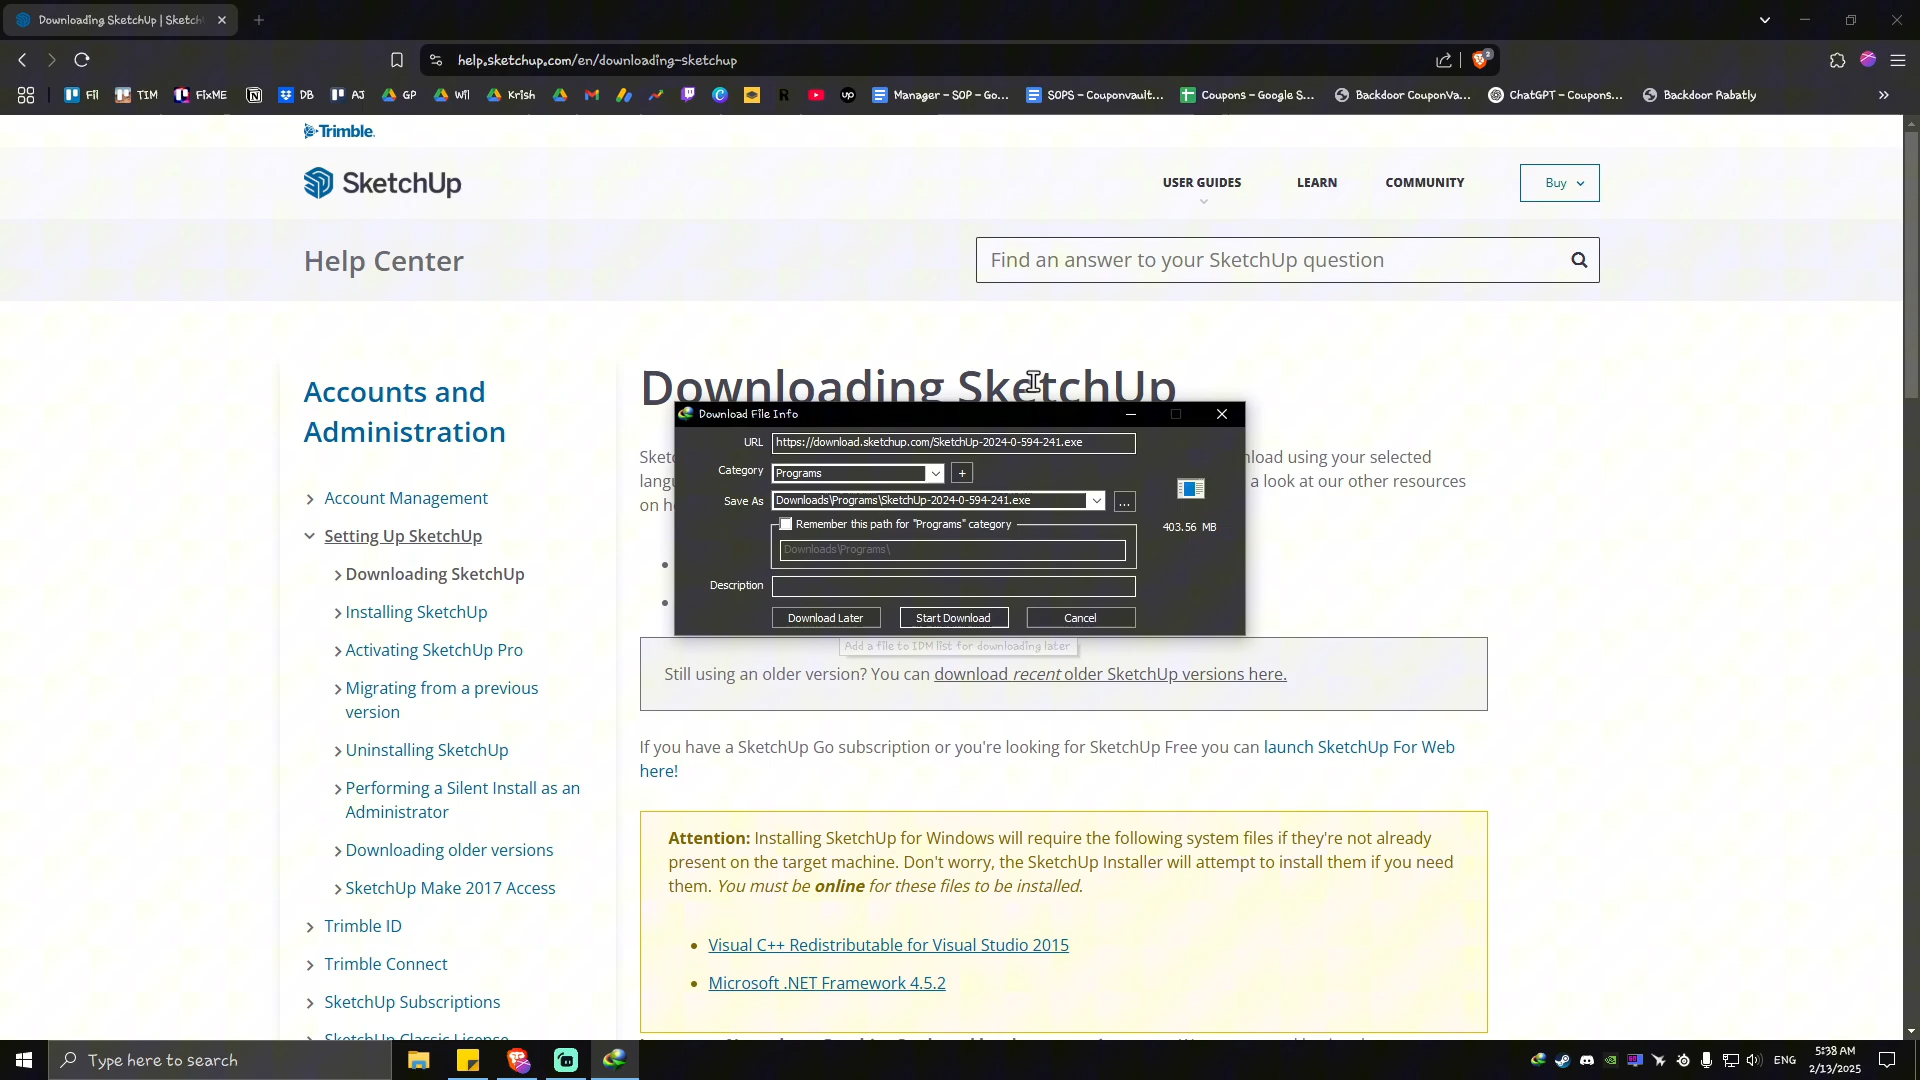 Downloading SketchUp | Sketch
help.sketchup.com/en/downloading-sketchup
2
Fil
TIM
FixME
DB
AJ
GP
Wil
Krish
Manager - SOP - Go...
SOPS - Couponvault...
Coupons - Google S...
Backdoor CouponVa...
ChatGPT - Coupons...
Backdoor Rabatly
Trimble.
SketchUp
USER GUIDES
LEARN
COMMUNITY
Buy
Help Center
Find an answer to your SketchUp question
Accounts and
Administration
Account Management
Setting Up SketchUp
Downloading SketchUp
Installing SketchUp
Activating SketchUp Pro
Migrating from a previous
version
Uninstalling SketchUp
Performing a Silent Install as an
Administrator
Downloading older versions
SketchUp Make 2017 Access
Trimble ID
Trimble Connect
SketchUp Subscriptions
SketchUp Classic License
Downloading SketchUp
nload using your selected
a look at our other resources
on h
Download File Info
URL https://download.sketchup.com/SketchUp-2024-0-594-241.exe
Category Programs +
Save As Downloads\Programs\SketchUp-2024-0-594-241.exe ...
Remember this path for "Programs" category
Downloads\Programs\
403.56 MB
Description
Download Later Start Download Cancel
Add a file to IDM list for downloading later
Still using an older version? You can download recent older SketchUp versions here.
If you have a SketchUp Go subscription or you're looking for SketchUp Free you can launch SketchUp For Web
here!
Attention: Installing SketchUp for Windows will require the following system files if they're not already
present on the target machine. Don't worry, the SketchUp Installer will attempt to install them if you need
them. You must be online for these files to be installed.
Visual C++ Redistributable for Visual Studio 2015
Microsoft .NET Framework 4.5.2
Type here to search
ENG
5:38 AM
2/13/2025